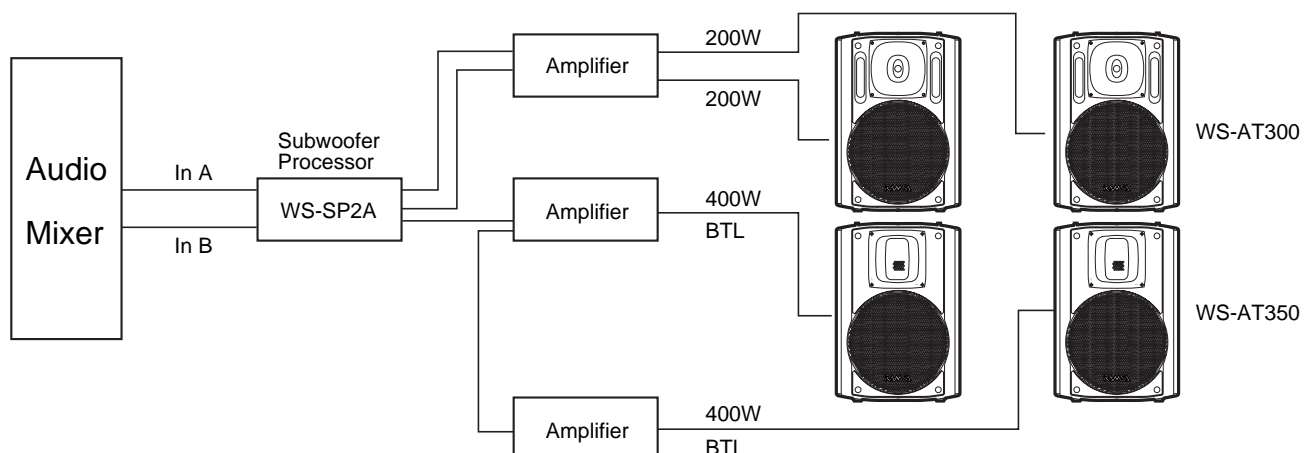 Audio
Mixer
In A
In B
Subwoofer
Processor
WS-SP2A
Amplifier
200W
200W
WS-AT300
Amplifier
400W
BTL
WS-AT350
Amplifier
400W
BTL